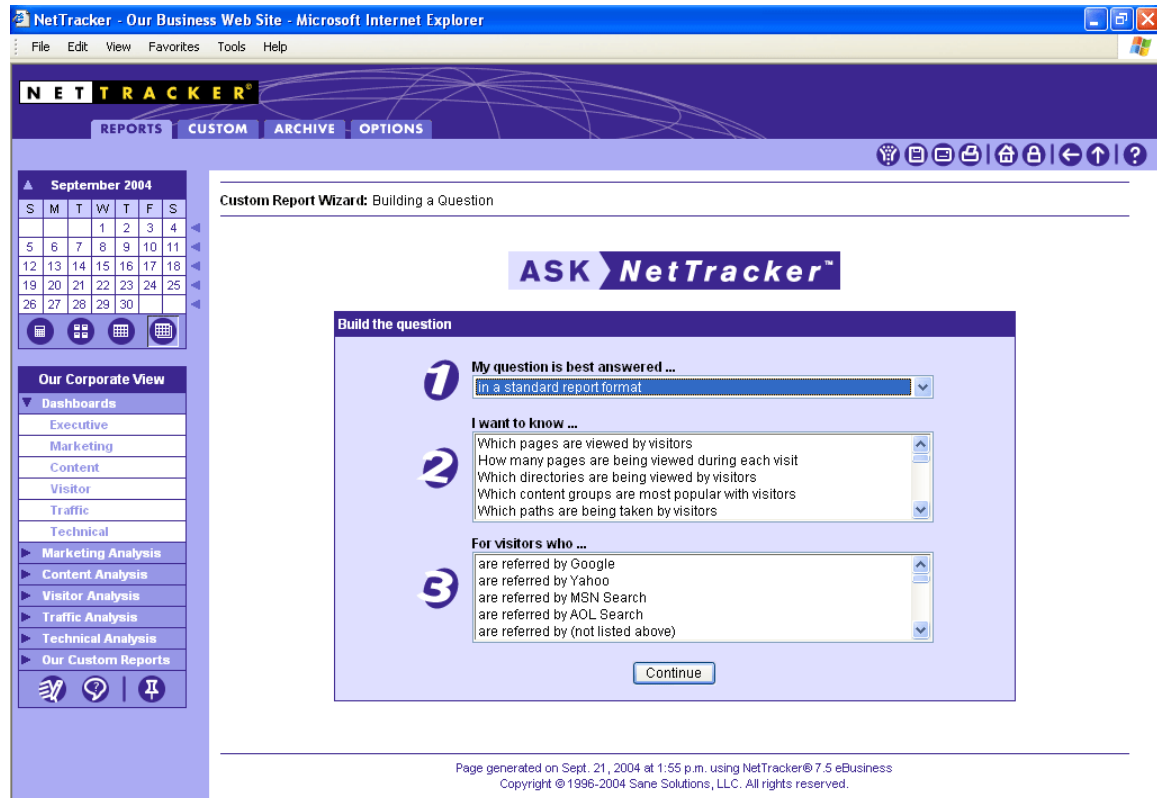 NetTracker - Our Business Web Site - Microsoft Internet Explorer
File Edit View Favorites Tools Help
NETTRACKER®
REPORTS CUSTOM ARCHIVE OPTIONS
?
September 2004
S M T W T F S
1 2 3 4
5 6 7 8 9 10 11
12 13 14 15 16 17 18
19 20 21 22 23 24 25
26 27 28 29 30
Our Corporate View
Dashboards
Executive
Marketing
Content
Visitor
Traffic
Technical
Marketing Analysis
Content Analysis
Visitor Analysis
Traffic Analysis
Technical Analysis
Our Custom Reports
?
Custom Report Wizard: Building a Question
ASK NetTracker™
Build the question
1
My question is best answered ...
in a standard report format
2
I want to know ...
Which pages are viewed by visitors
How many pages are being viewed during each visit
Which directories are being viewed by visitors
Which content groups are most popular with visitors
Which paths are being taken by visitors
3
For visitors who ...
are referred by Google
are referred by Yahoo
are referred by MSN Search
are referred by AOL Search
are referred by (not listed above)
Continue
Page generated on Sept. 21, 2004 at 1:55 p.m. using NetTracker® 7.5 eBusiness
Copyright © 1996-2004 Sane Solutions, LLC. All rights reserved.